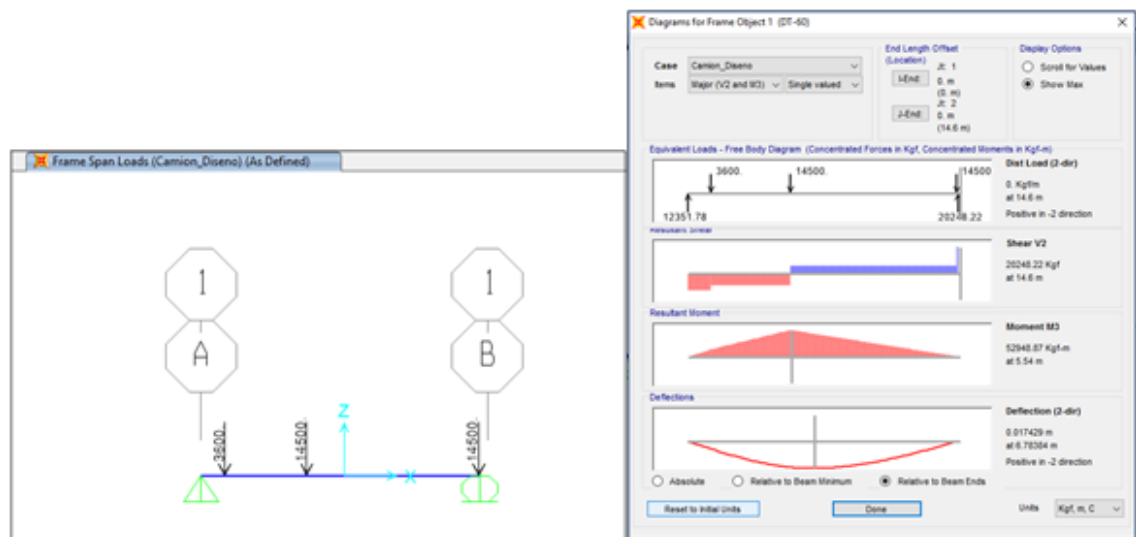 Frame Span Loads (Camion_Diseno) (As Defined)
1
1
A
B
Z
X
3600.
14500.
14500.
Diagrams for Frame Object 1 (DT-60)
Case
Camion_Diseno
Items
Major (V2 and M3)
Single valued
End Length Offset
(Location)
I-End:
Jt: 1
0. m
(0. m)
J-End:
Jt: 2
0. m
(14.6 m)
Display Options
Scroll for Values
Show Max
Equivalent Loads - Free Body Diagram (Concentrated Forces in Kgf, Concentrated Moments in Kgf-m)
3600.
14500.
14500
12351.78
20248.22
Dist Load (2-dir)
0. Kgf/m
at 14.6 m
Positive in -2 direction
Resultant Shear
Shear V2
20248.22 Kgf
at 14.6 m
Resultant Moment
Moment M3
52948.87 Kgf-m
at 5.54 m
Deflections
Deflection (2-dir)
0.017429 m
at 6.78384 m
Positive in -2 direction
Absolute
Relative to Beam Minimum
Relative to Beam Ends
Reset to Initial Units
Done
Units
Kgf, m, C